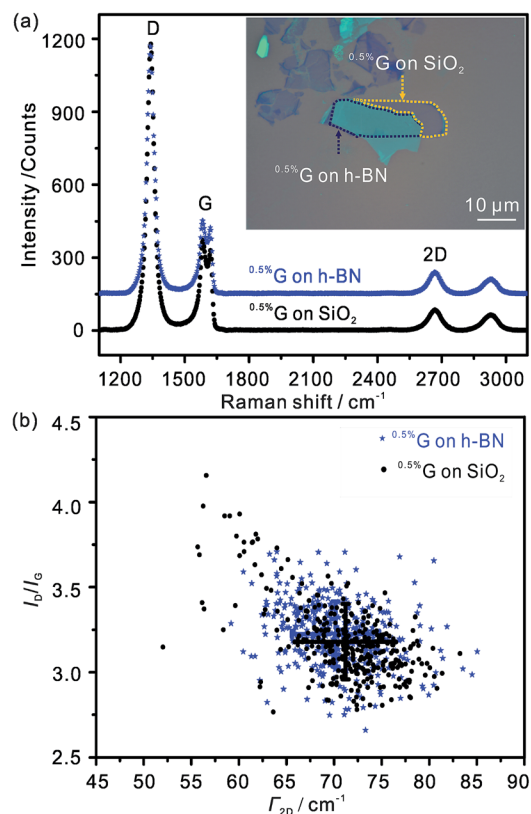 (a)
D
1200
900
600
300
0
Intensity /Counts
G
2D
0.5%G on SiO2
0.5%G on h-BN
10 µm
0.5%G on h-BN
0.5%G on SiO2
1200 1500 1800 2100 2400 2700 3000
Raman shift / cm-1
(b)
4.5
4.0
3.5
3.0
2.5
ID/IG
0.5%G on h-BN
0.5%G on SiO2
45 50 55 60 65 70 75 80 85 90
Γ2D / cm-1